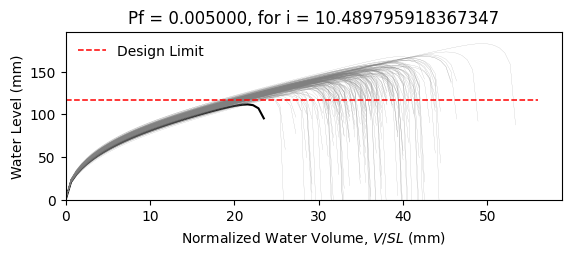 Pf = 0.005000, for i = 10.489795918367347
Water Level (mm)
150
100
50
0
Design Limit
0 10 20 30 40 50
Normalized Water Volume, V/SL (mm)